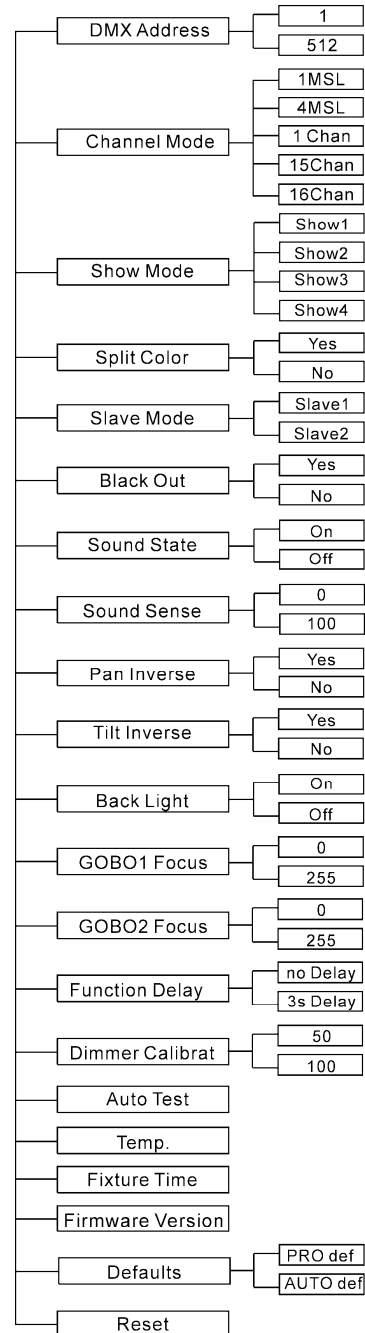 DMX Address
1
512
Channel Mode
1MSL
4MSL
1 Chan
15Chan
16Chan
Show Mode
Show1
Show2
Show3
Show4
Split Color
Yes
No
Slave Mode
Slave1
Slave2
Black Out
Yes
No
Sound State
On
Off
Sound Sense
0
100
Pan Inverse
Yes
No
Tilt Inverse
Yes
No
Back Light
On
Off
GOBO1 Focus
0
255
GOBO2 Focus
0
255
Function Delay
no Delay
3s Delay
Dimmer Calibrat
50
100
Auto Test
Temp.
Fixture Time
Firmware Version
Defaults
PRO def
AUTO def
Reset